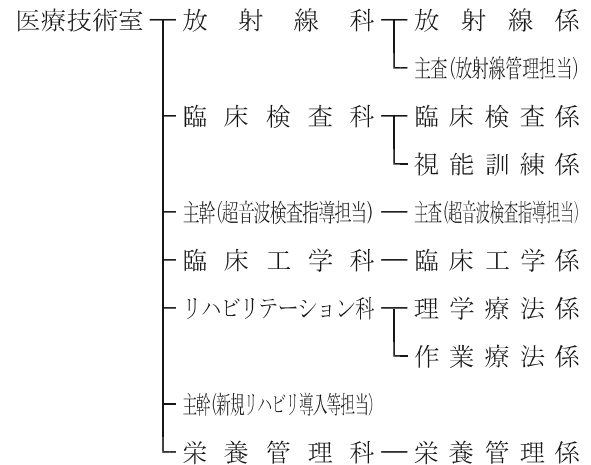 医療技術室 放射線科 放射線係
主査(放射線管理担当)
臨床検査科 臨床検査係
視能訓練係
主幹(超音波検査指導担当) 主査(超音波検査指導担当)
臨床工学科 臨床工学係
リハビリテーション科 理学療法係
作業療法係
主幹(新規リハビリ導入等担当)
栄養管理科 栄養管理係